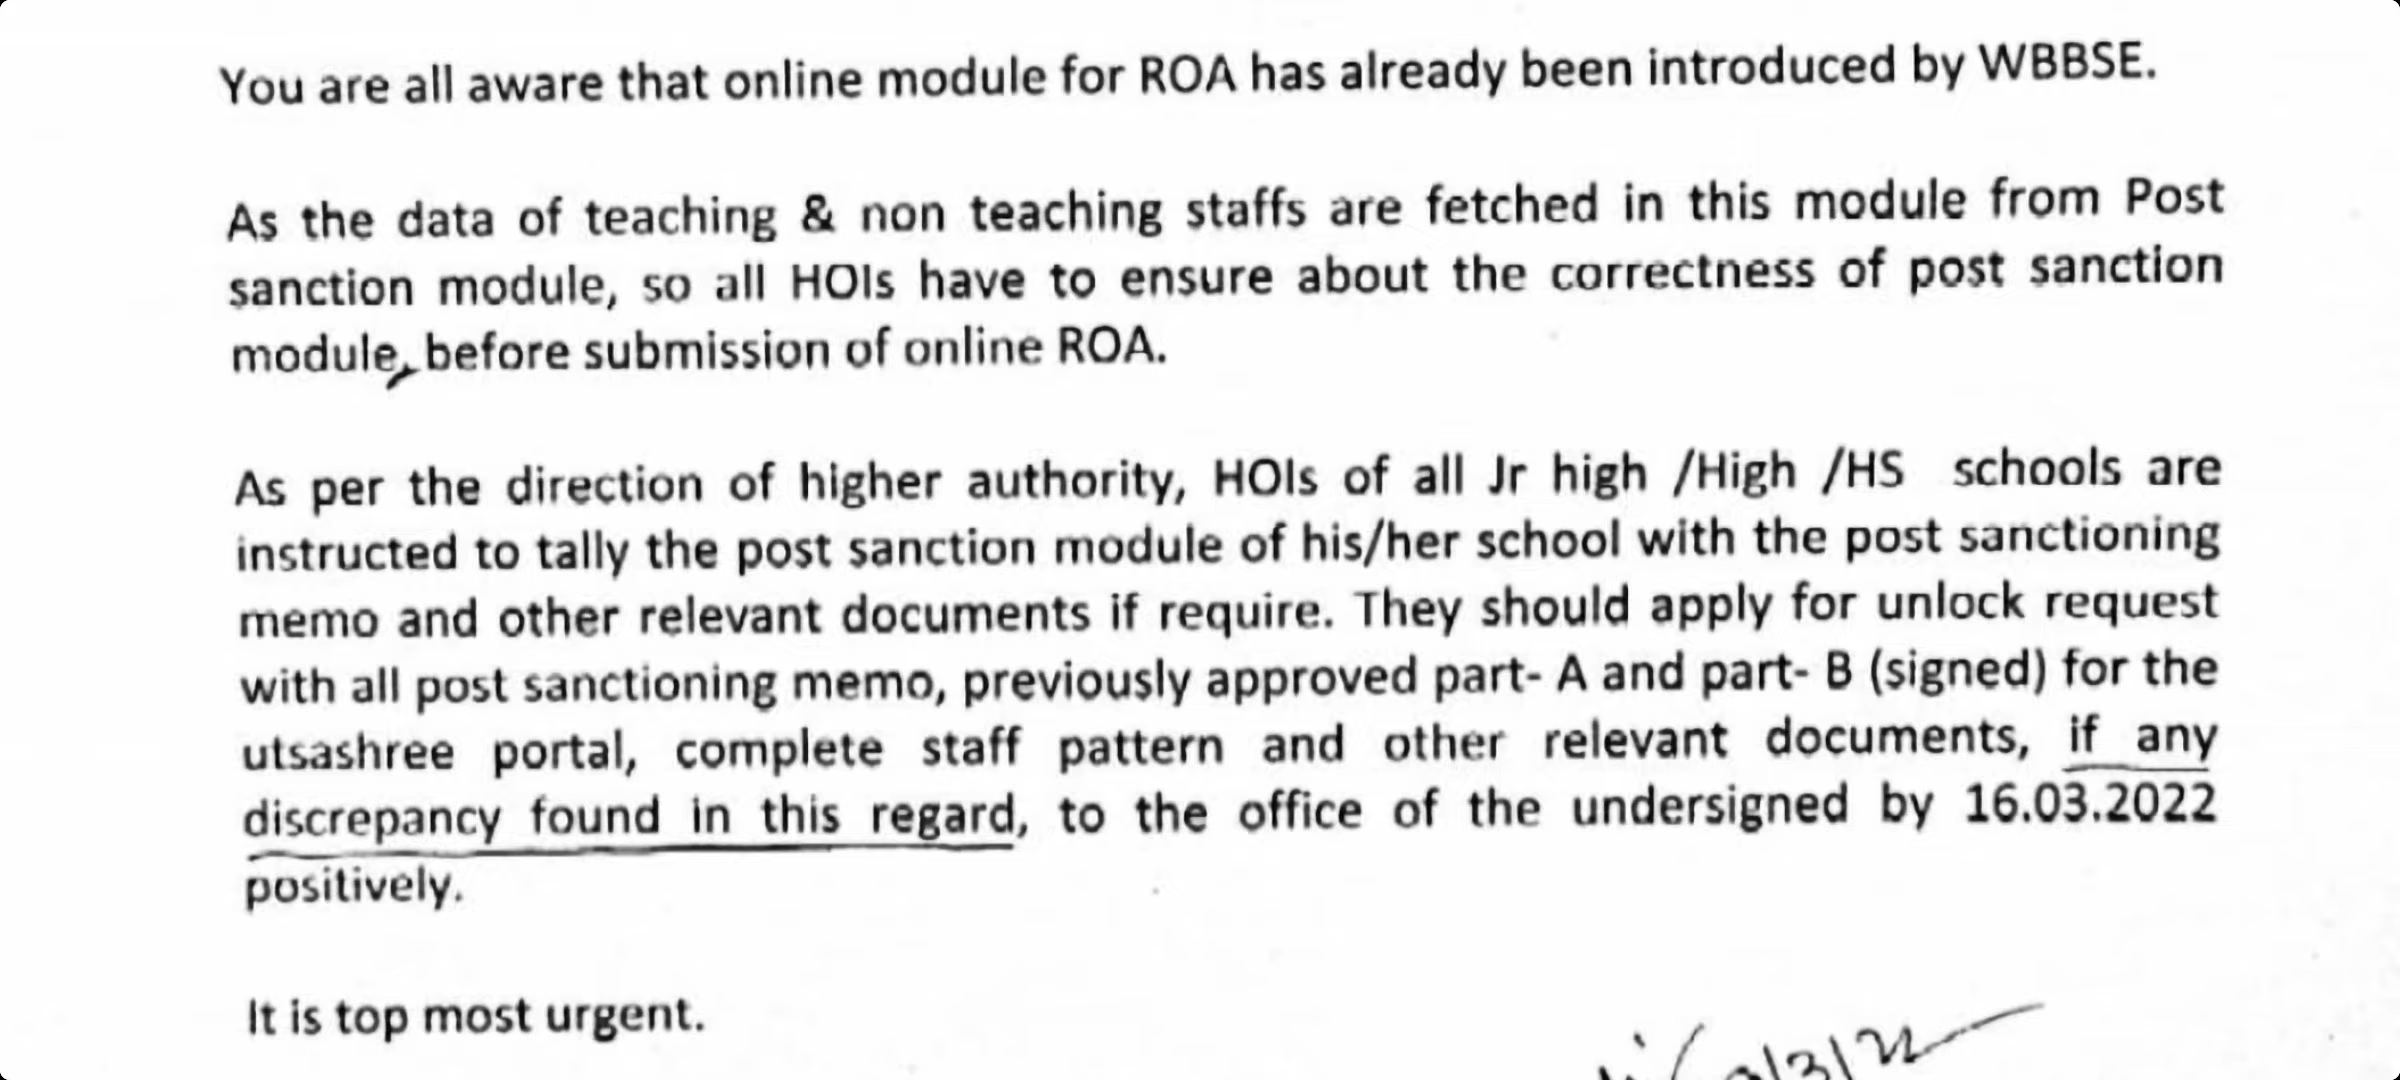 You are all aware that online module for ROA has already been introduced by WBBSE.
As the data of teaching & non teaching staffs are fetched in this module from Post
sanction module, so all HOIs have to ensure about the correctness of post sanction
module, before submission of online ROA.
As per the direction of higher authority, HOIs of all Jr high /High /HS schools are
instructed to tally the post sanction module of his/her school with the post sanctioning
memo and other relevant documents if require. They should apply for unlock request
with all post sanctioning memo, previously approved part- A and part- B (signed) for the
utsashree portal, complete staff pattern and other relevant documents, if any
discrepancy found in this regard, to the office of the undersigned by 16.03.2022
positively.
It is top most urgent.